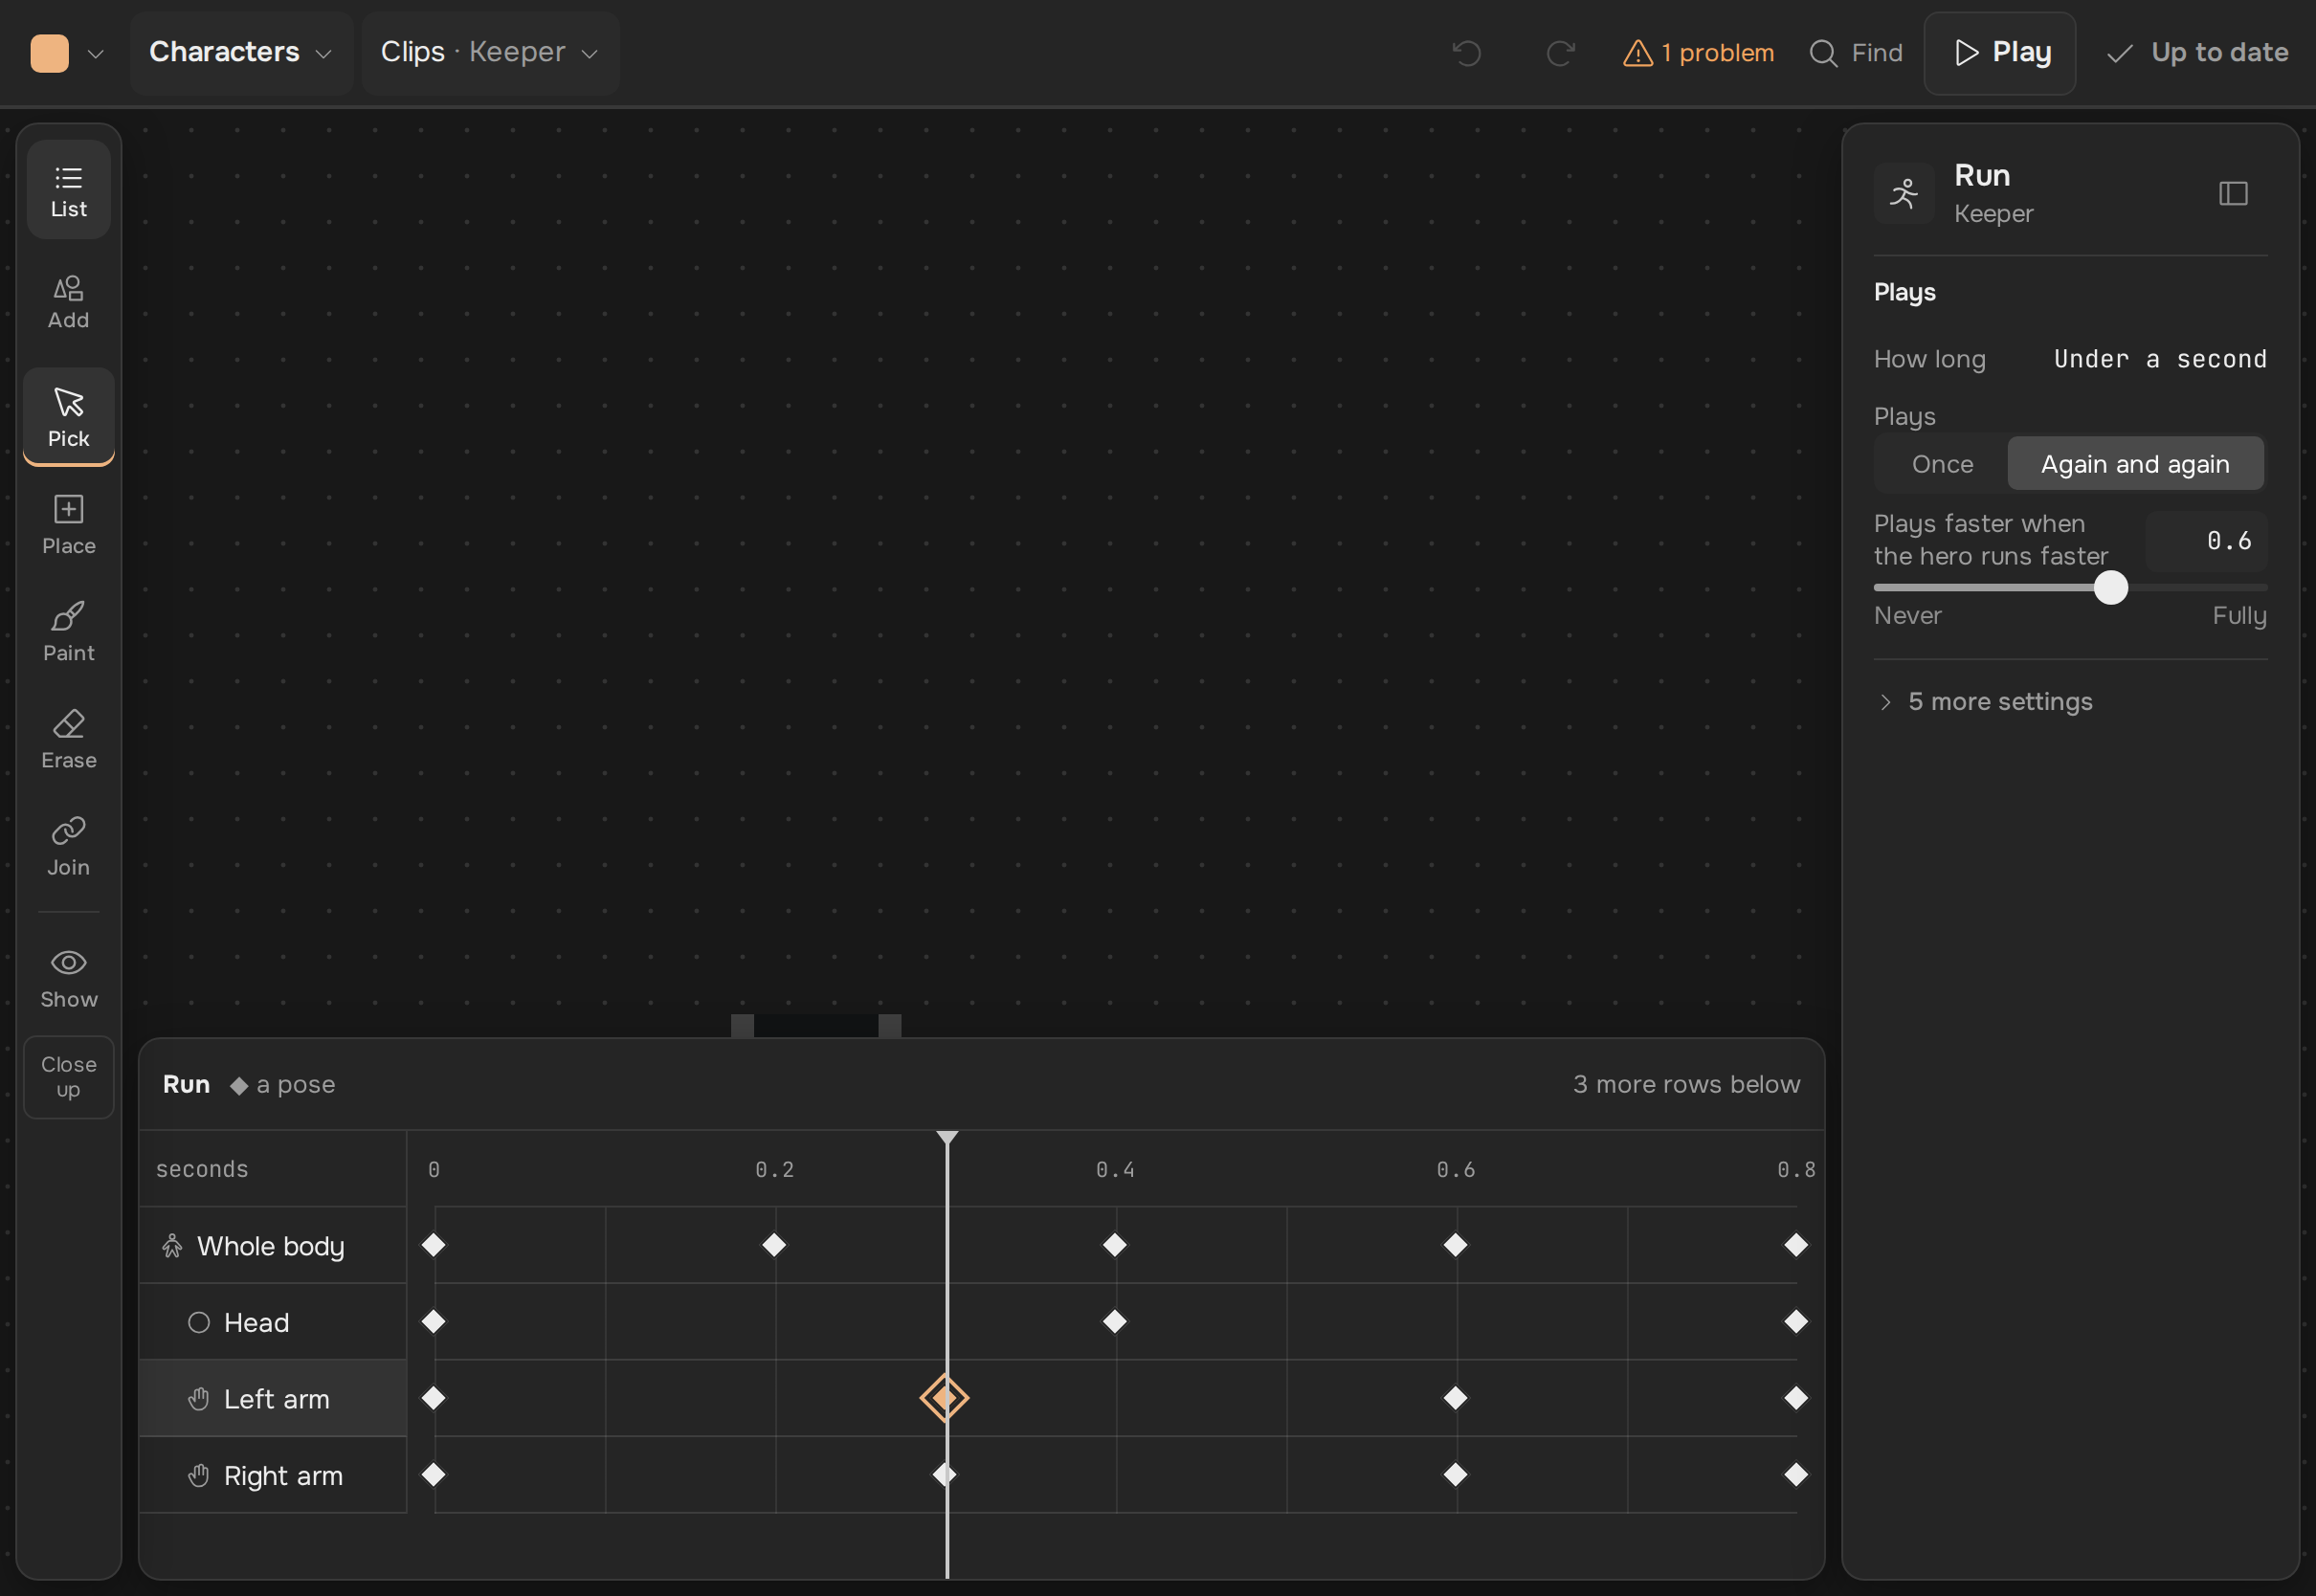 Characters
Clips · Keeper
1 problem
Find
Play
Up to date
List
Add
Pick
Place
Paint
Erase
Join
Show
Close
up
Run
Keeper
Plays
How long
Under a second
Plays
Once
Again and again
Plays faster when
the hero runs faster
0.6
Never
Fully
5 more settings
Run
a pose
3 more rows below
seconds
0
0.2
0.4
0.6
0.8
Whole body
Head
Left arm
Right arm